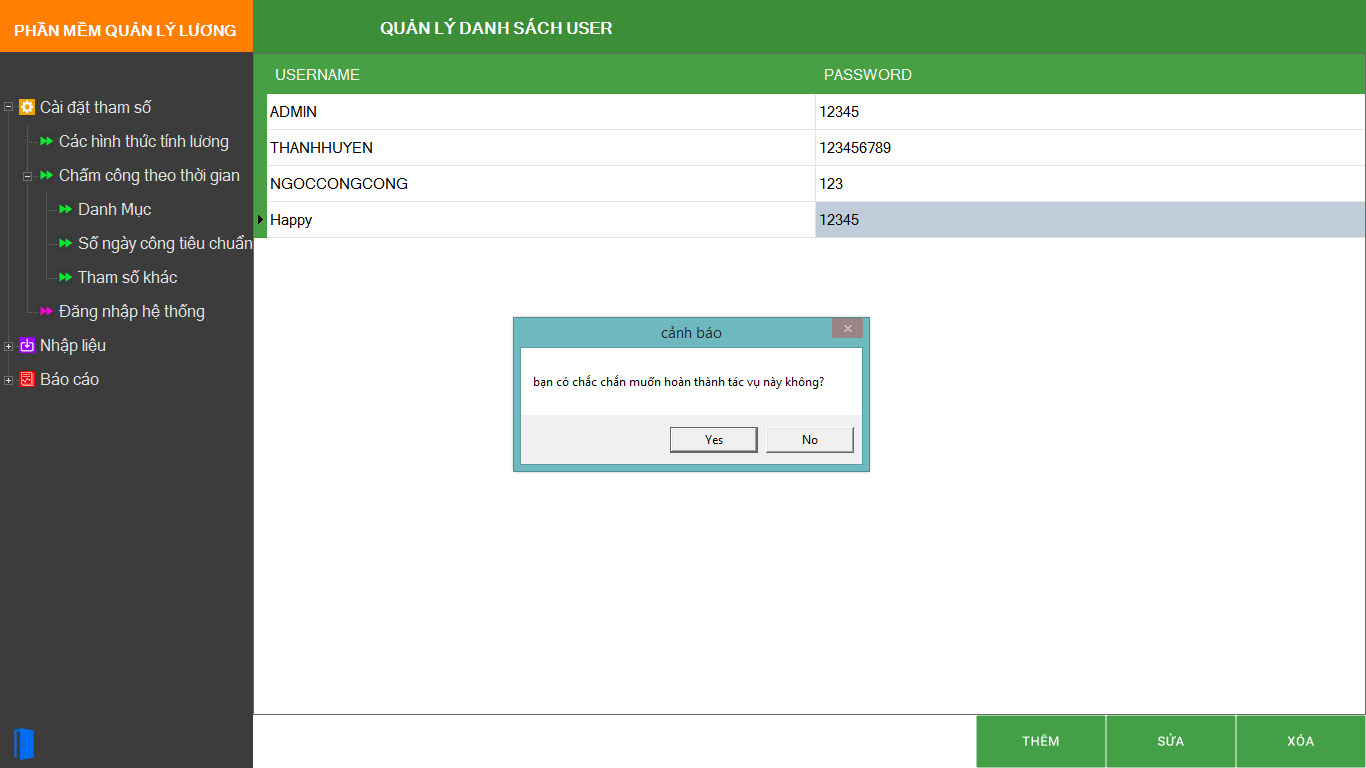 PHẦN MỀM QUẢN LÝ LƯƠNG
QUẢN LÝ DANH SÁCH USER
Cài đặt tham số
Các hình thức tính lương
Chấm công theo thời gian
Danh Mục
Số ngày công tiêu chuẩn
Tham số khác
Đăng nhập hệ thống
Nhập liệu
Báo cáo
USERNAME PASSWORD
ADMIN 12345
THANHHUYEN 123456789
NGOCCONGCONG 123
Happy 12345
cảnh báo
bạn có chắc chắn muốn hoàn thành tác vụ này không?
Yes No
THÊM SỬA XÓA